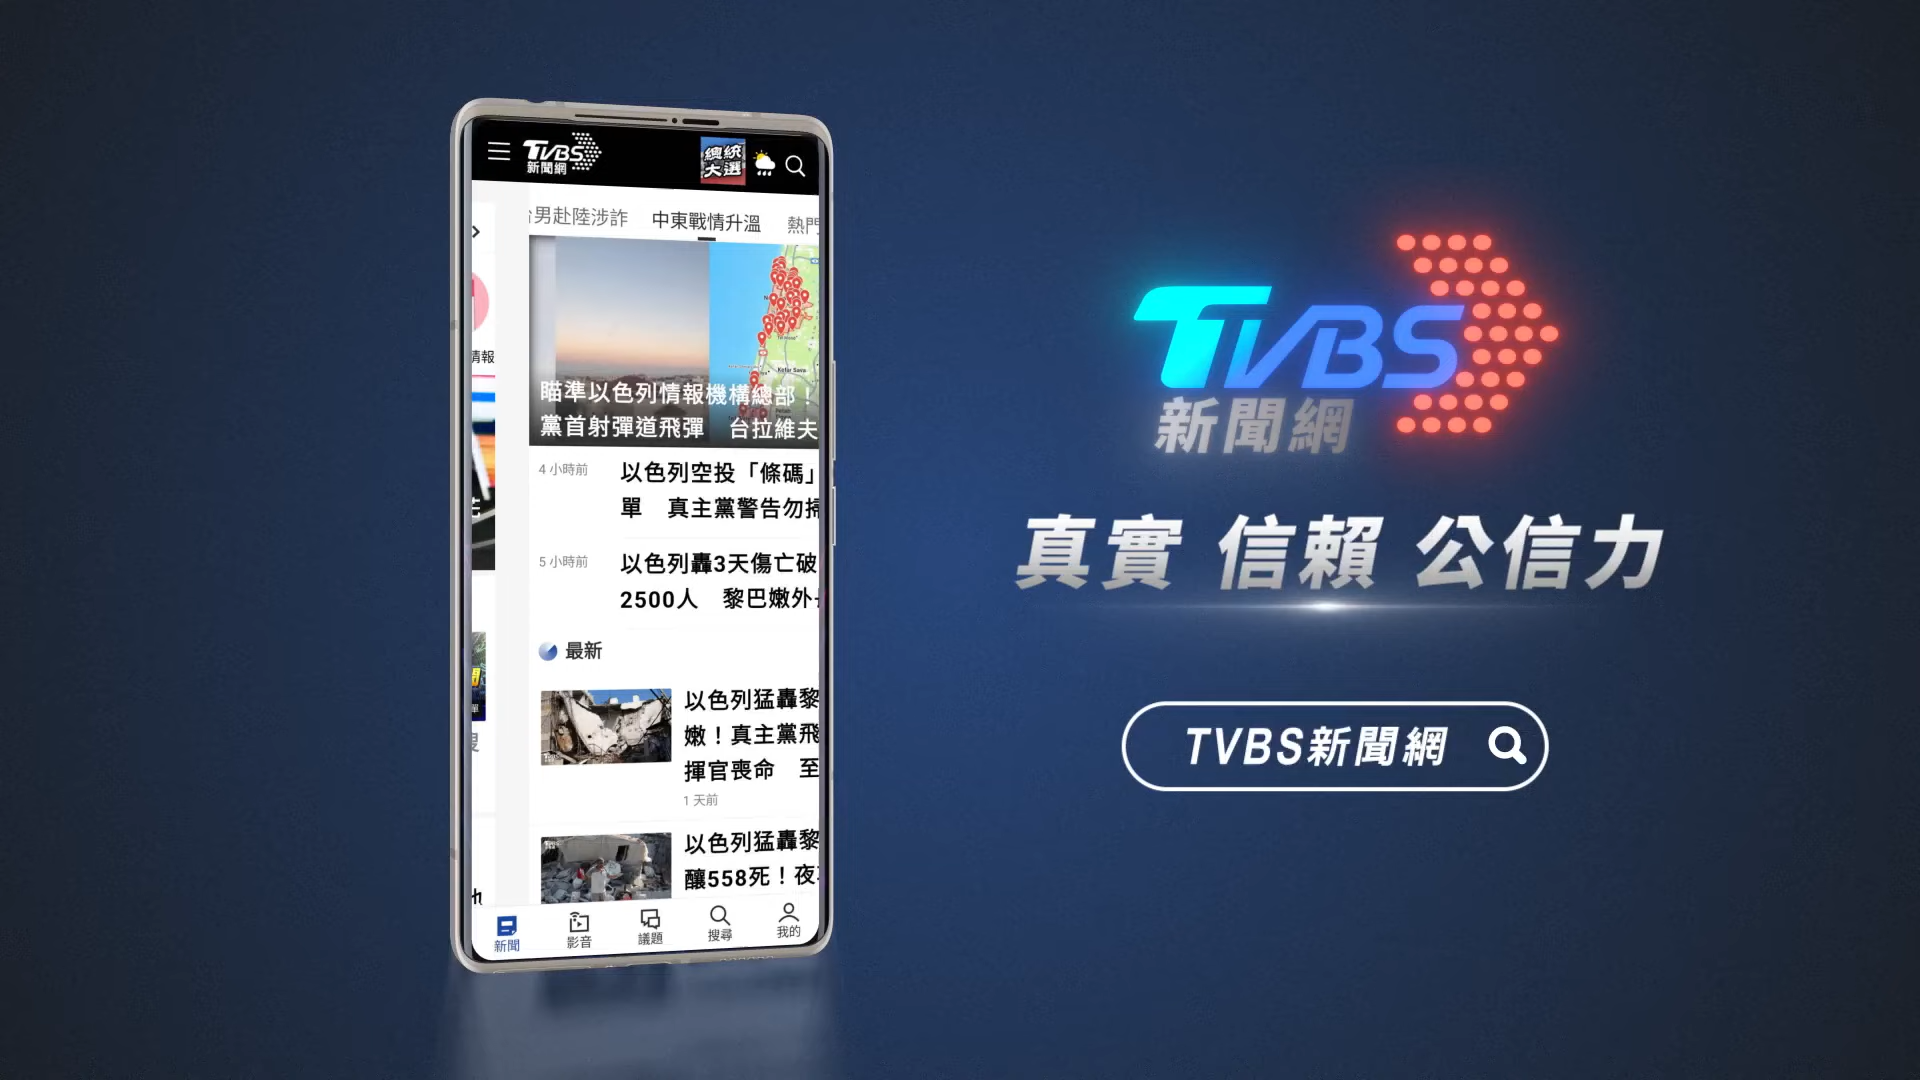 TVBS
新聞網
總統
大選
台男赴陸涉詐 中東戰情升溫 熱門
情報
瞄準以色列情報機構總部！
黨首射彈道飛彈 台拉維夫
4 小時前
以色列空投「條碼」
單 真主黨警告勿掃
5 小時前
以色列轟3天傷亡破
2500人 黎巴嫩外長
最新
以色列猛轟黎
嫩！真主黨飛
揮官喪命 至
1 天前
以色列猛轟黎
釀558死！夜
新聞
影音
議題
搜尋
我的
TVBS
新聞網
真實 信賴 公信力
TVBS新聞網